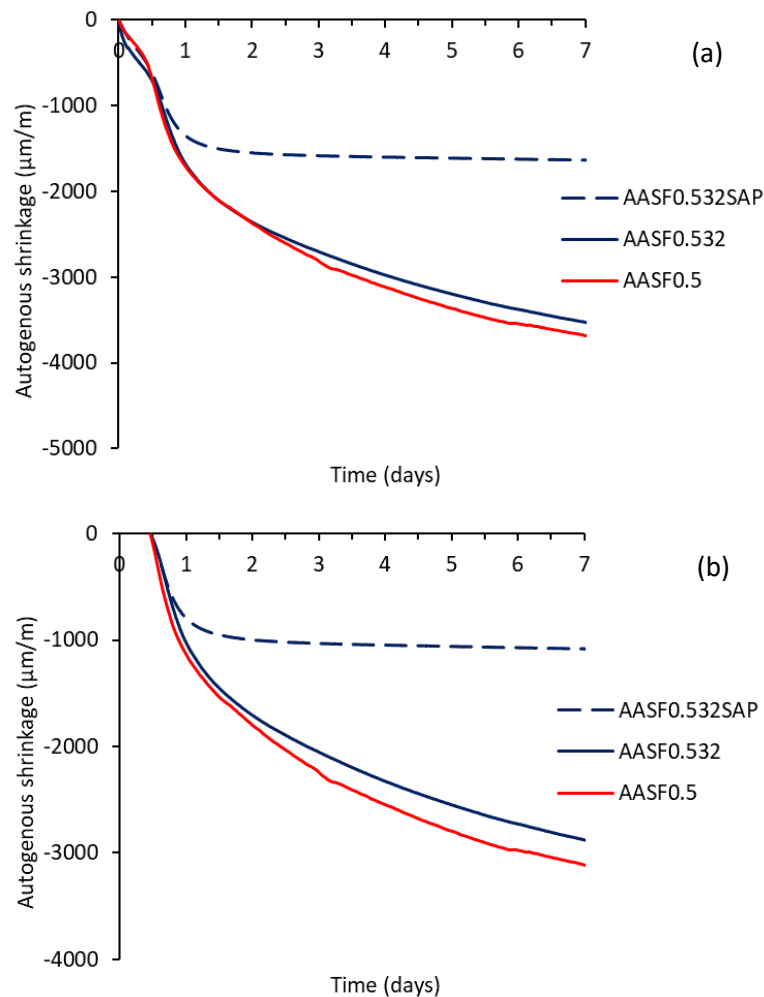 0
0 1 2 3 4 5 6 7
(a)
-1000
-2000
-3000
-4000
-5000
Autogenous shrinkage (µm/m)
AASF0.532SAP
AASF0.532
AASF0.5
Time (days)
0
0 1 2 3 4 5 6 7
(b)
-1000
-2000
-3000
-4000
Autogenous shrinkage (µm/m)
AASF0.532SAP
AASF0.532
AASF0.5
Time (days)